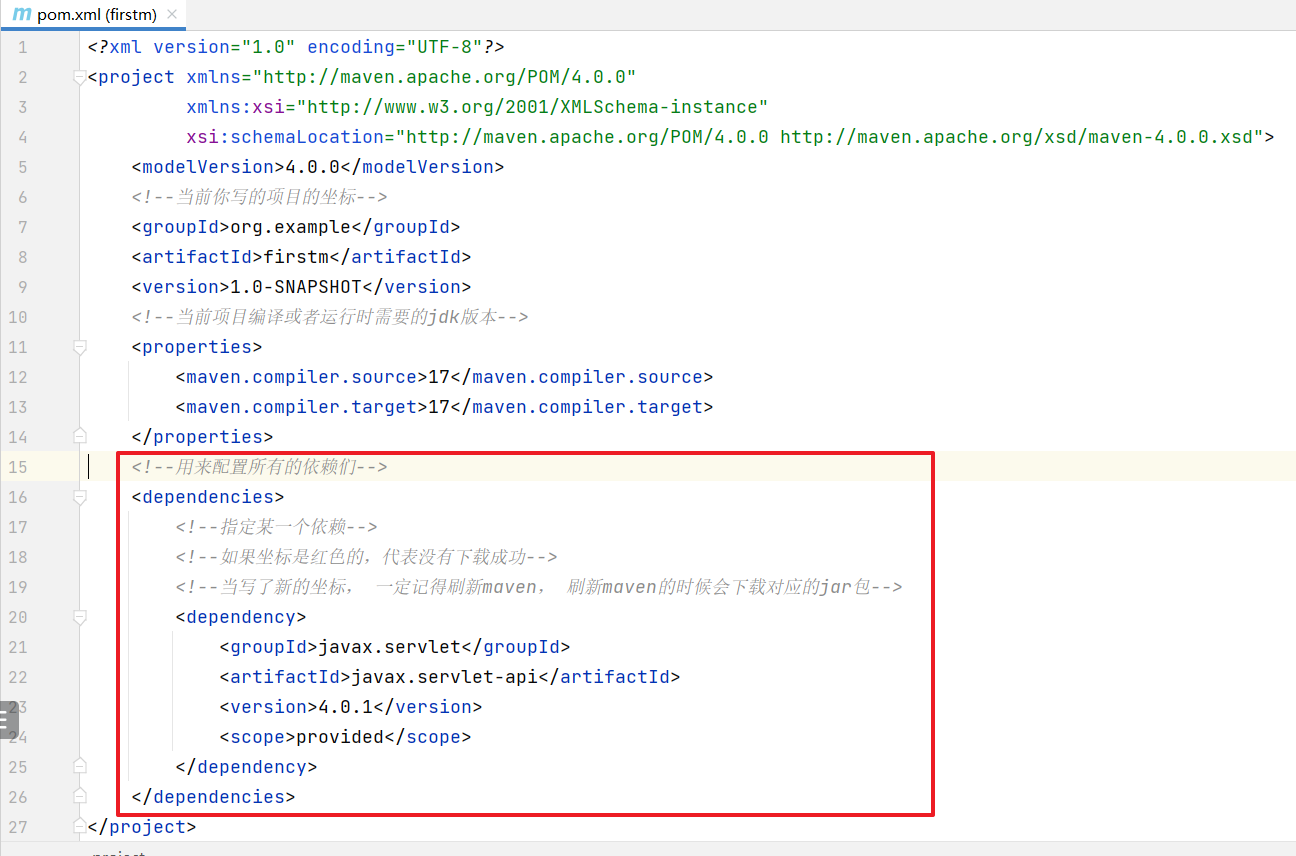 m pom.xml (firstm) ×
1 <?xml version="1.0" encoding="UTF-8"?>
2 <project xmlns="http://maven.apache.org/POM/4.0.0"
3 xmlns:xsi="http://www.w3.org/2001/XMLSchema-instance"
4 xsi:schemaLocation="http://maven.apache.org/POM/4.0.0 http://maven.apache.org/xsd/maven-4.0.0.xsd">
5 <modelVersion>4.0.0</modelVersion>
6 <!--当前你写的项目的坐标-->
7 <groupId>org.example</groupId>
8 <artifactId>firstm</artifactId>
9 <version>1.0-SNAPSHOT</version>
10 <!--当前项目编译或者运行时需要的jdk版本-->
11 <properties>
12 <maven.compiler.source>17</maven.compiler.source>
13 <maven.compiler.target>17</maven.compiler.target>
14 </properties>
15 <!--用来配置所有的依赖们-->
16 <dependencies>
17 <!--指定某一个依赖-->
18 <!--如果坐标是红色的，代表没有下载成功-->
19 <!--当写了新的坐标， 一定记得刷新maven， 刷新maven的时候会下载对应的jar包-->
20 <dependency>
21 <groupId>javax.servlet</groupId>
22 <artifactId>javax.servlet-api</artifactId>
23 <version>4.0.1</version>
24 <scope>provided</scope>
25 </dependency>
26 </dependencies>
27 </project>
project